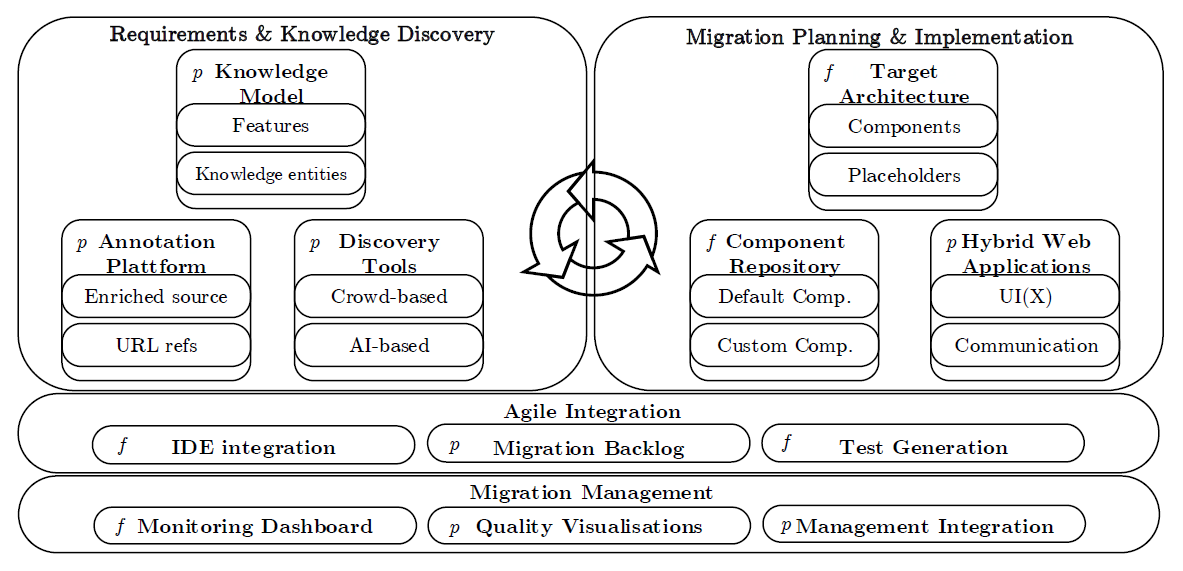 Requirements & Knowledge Discovery
p Knowledge
Model
Features
Knowledge entities
p Annotation
Plattform
Enriched source
URL refs
p Discovery
Tools
Crowd-based
AI-based
Migration Planning & Implementation
f Target
Architecture
Components
Placeholders
f Component
Repository
Default Comp.
Custom Comp.
p Hybrid Web
Applications
UI(X)
Communication
Agile Integration
f IDE integration
p Migration Backlog
f Test Generation
Migration Management
f Monitoring Dashboard
p Quality Visualisations
p Management Integration